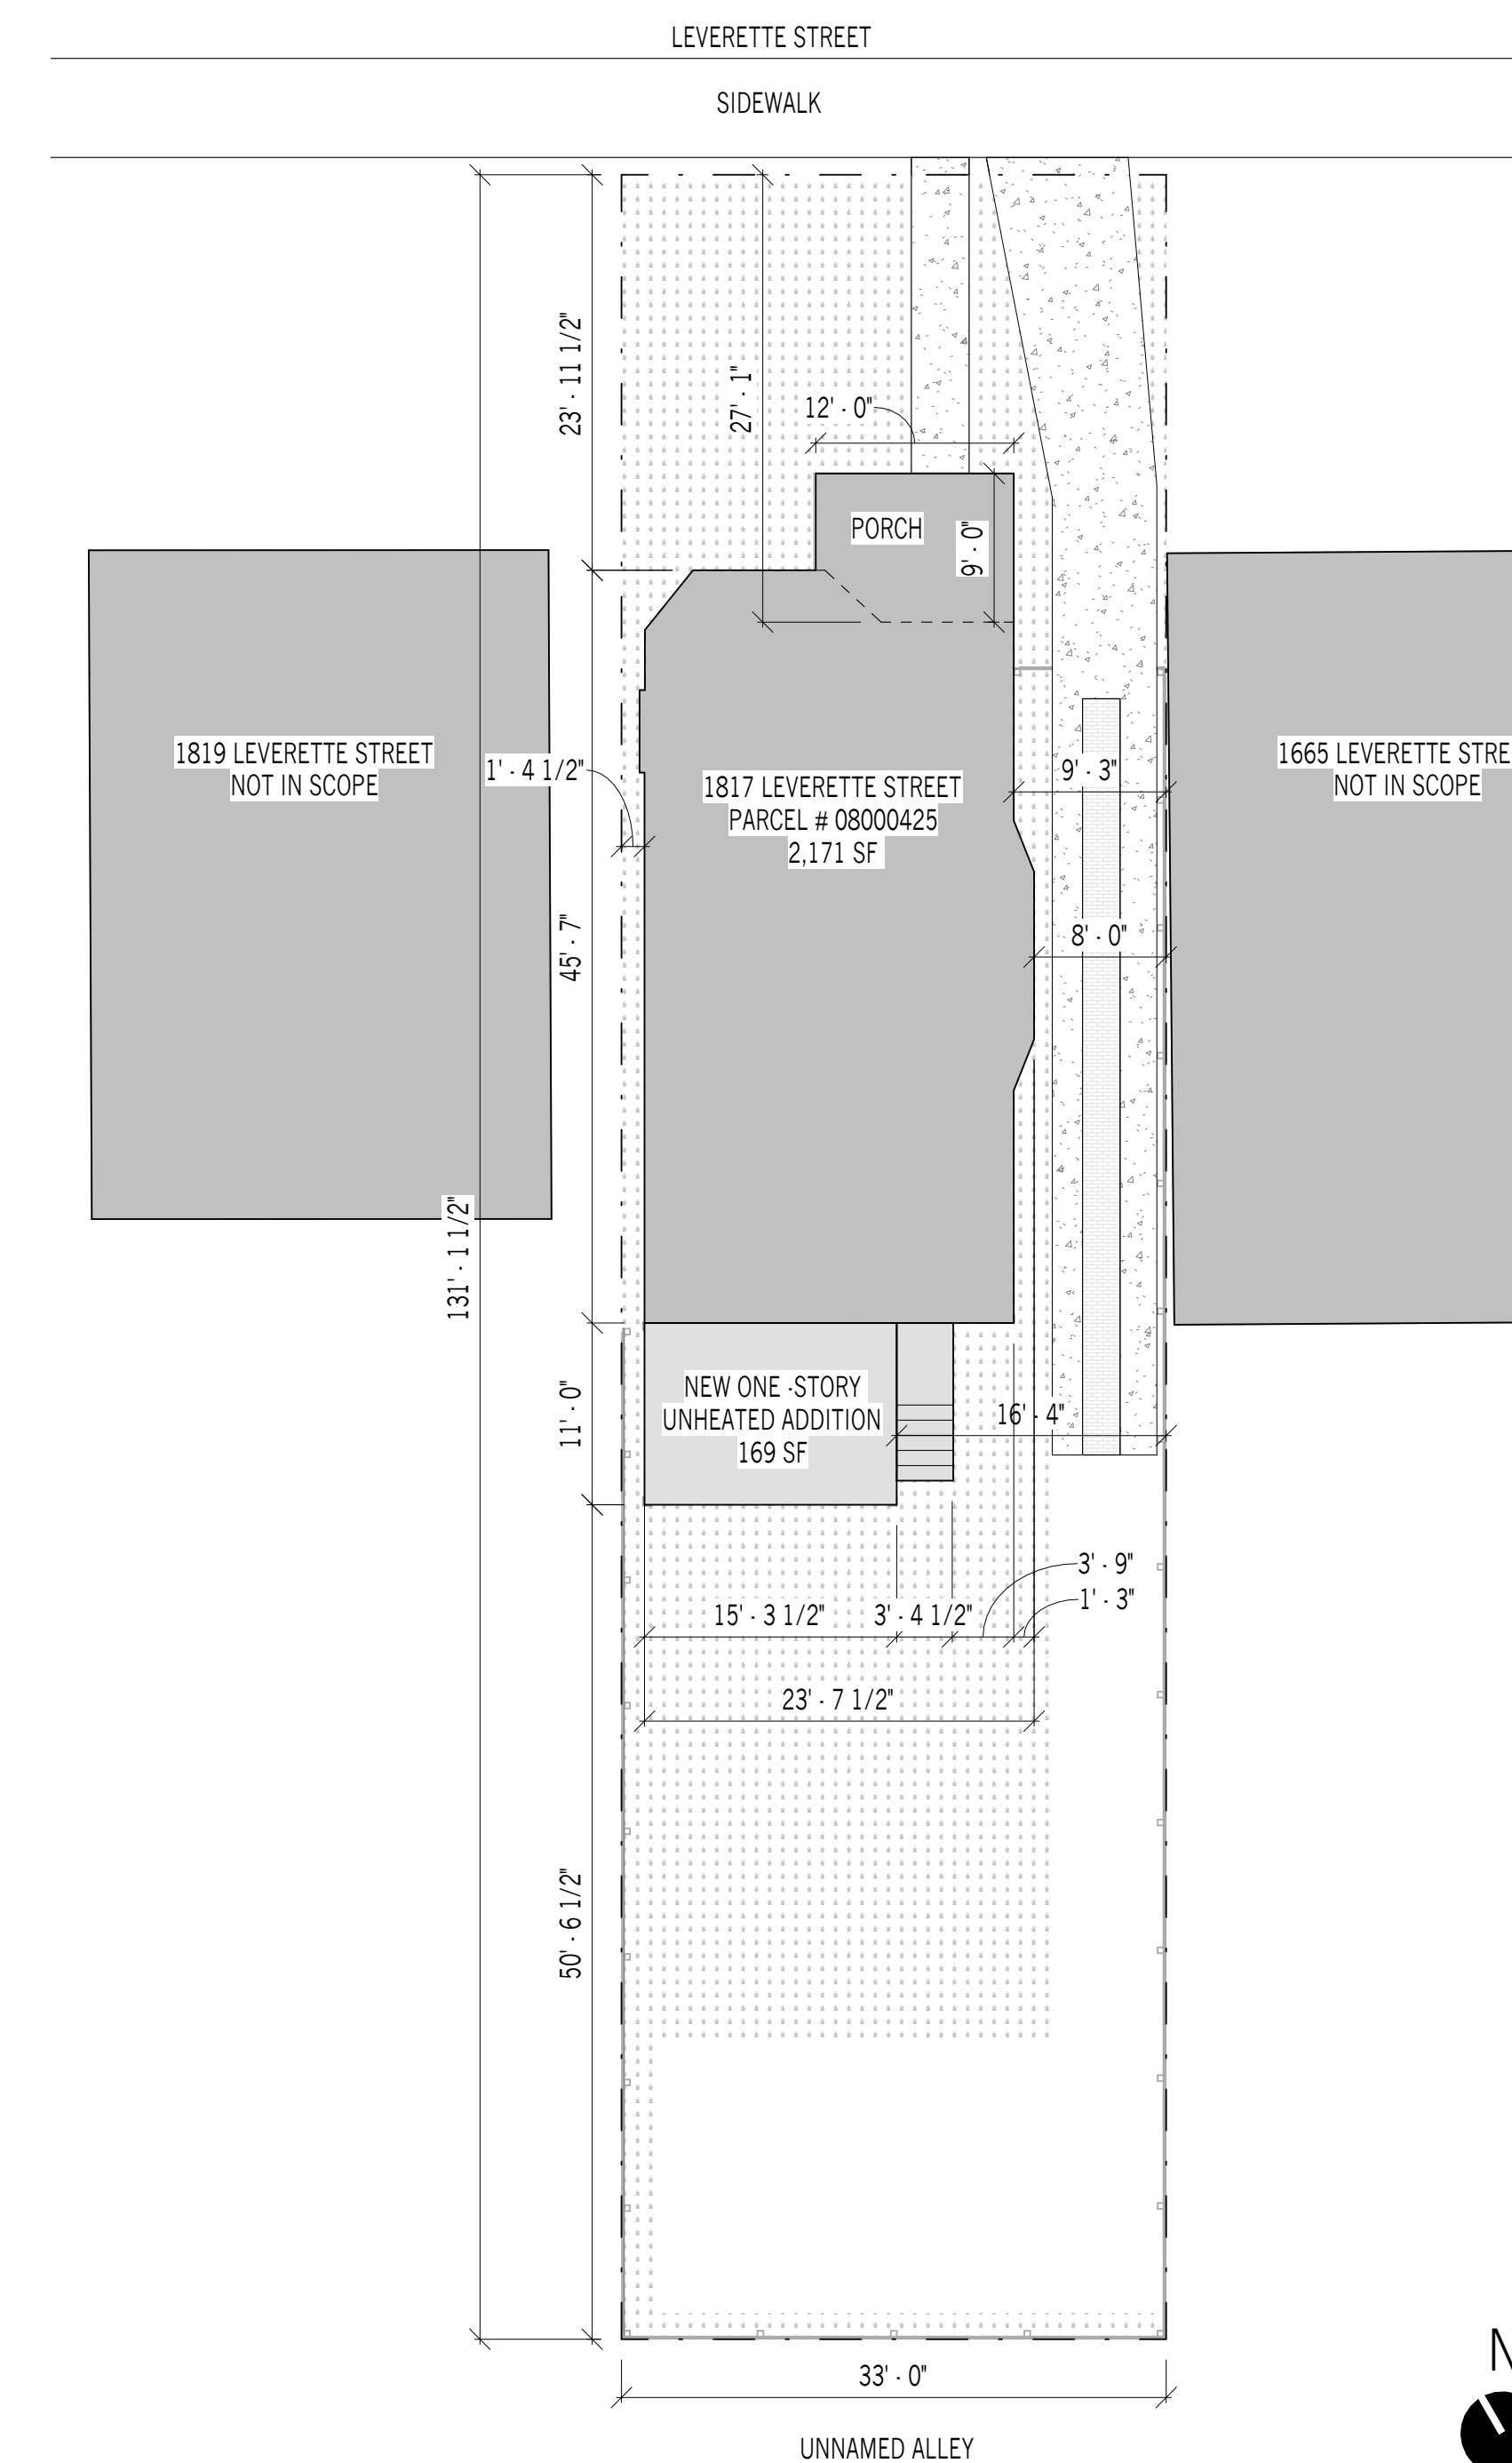 LEVERETTE STREET
SIDEWALK
23' - 11 1/2"
27' - 1"
12' - 0"
PORCH
9' - 0"
1819 LEVERETTE STREET
NOT IN SCOPE
1' - 4 1/2"
1817 LEVERETTE STREET
PARCEL # 08000425
2,171 SF
9' - 3"
1665 LEVERETTE STRE
NOT IN SCOPE
8' - 0"
45' - 7"
131' - 1 1/2"
11' - 0"
NEW ONE -STORY
UNHEATED ADDITION
169 SF
16' - 4"
3' - 9"
1' - 3"
15' - 3 1/2"
3' - 4 1/2"
23' - 7 1/2"
50' - 6 1/2"
33' - 0"
N
UNNAMED ALLEY